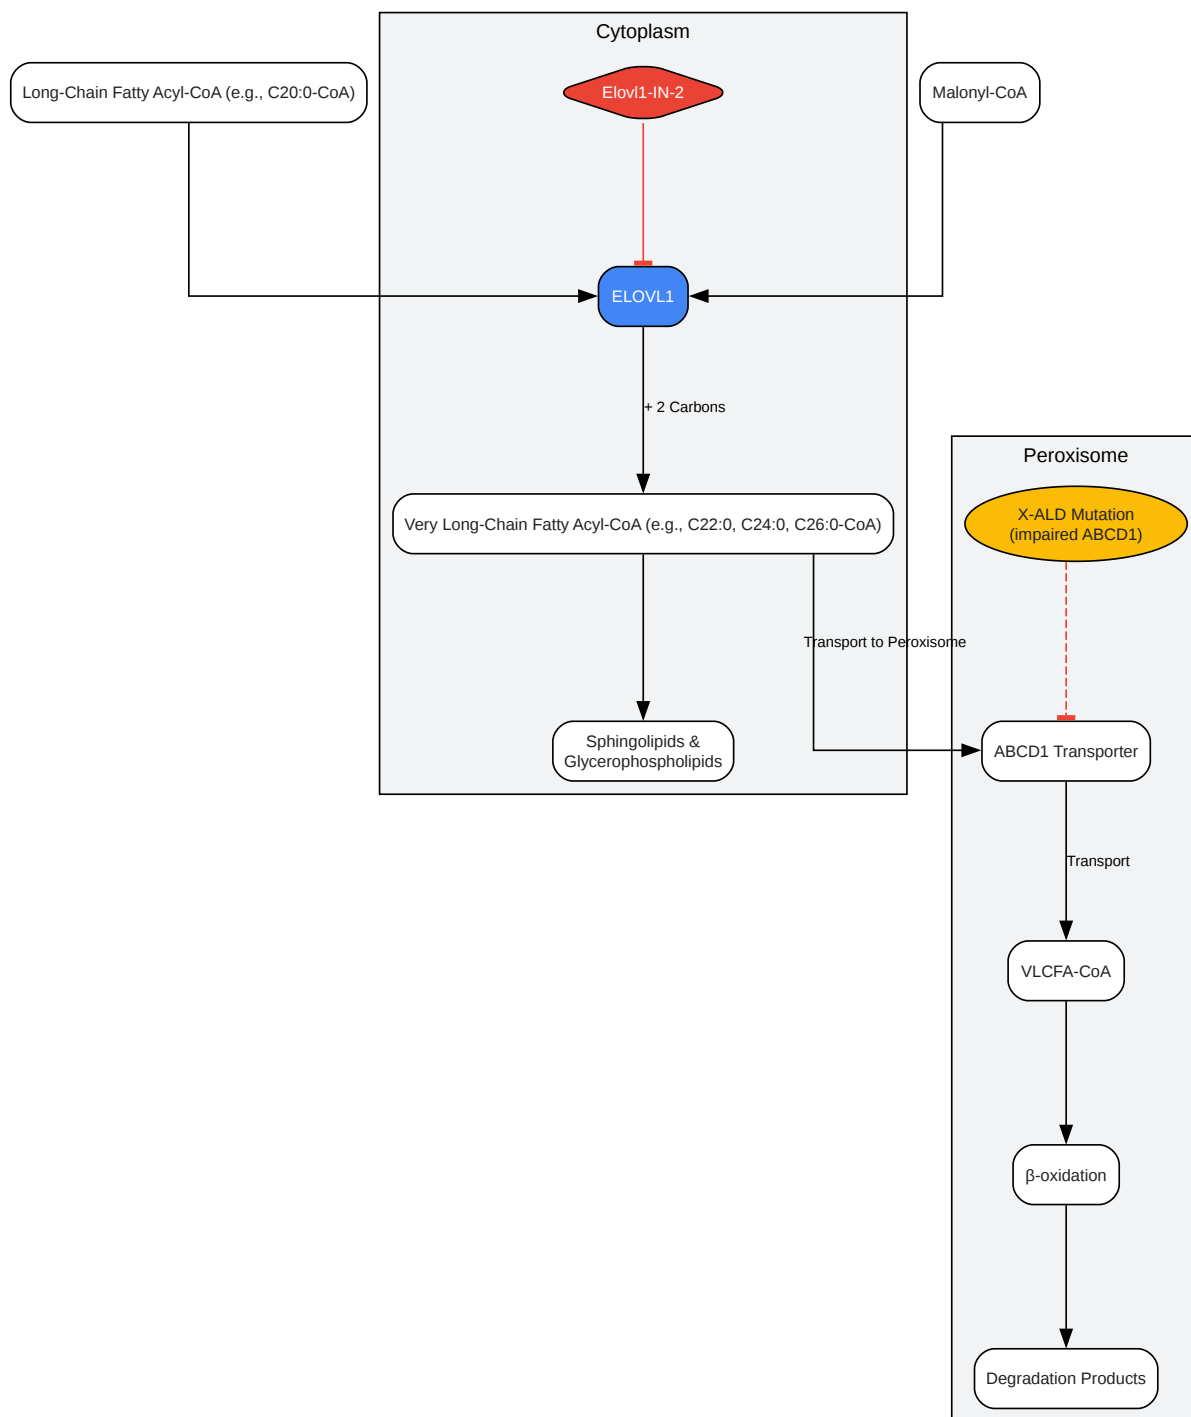 Cytoplasm
Long-Chain Fatty Acyl-CoA (e.g., C20:0-CoA)
Elovl1-IN-2
Malonyl-CoA
ELOVL1
+ 2 Carbons
Peroxisome
Very Long-Chain Fatty Acyl-CoA (e.g., C22:0, C24:0, C26:0-CoA)
X-ALD Mutation
(impaired ABCD1)
Transport to Peroxisome
Sphingolipids &
Glycerophospholipids
ABCD1 Transporter
Transport
VLCFA-CoA
β-oxidation
Degradation Products